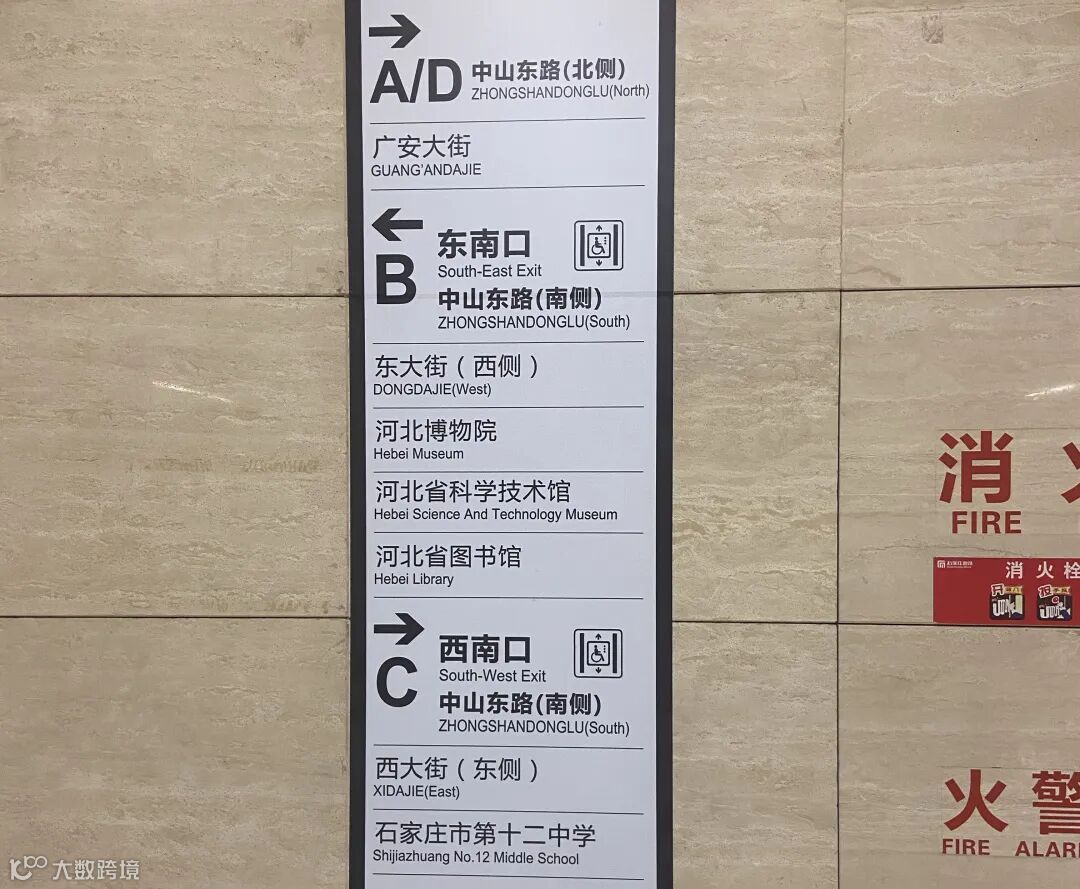 A/D
中山东路(北侧)
ZHONGSHANDONGLU(North)
广安大街
GUANG'ANDAJIE
B
东南口
South-East Exit
中山东路(南侧)
ZHONGSHANDONGLU(South)
东大街（西侧）
DONGDAJIE(West)
河北博物院
Hebei Museum
河北省科学技术馆
Hebei Science And Technology Museum
河北省图书馆
Hebei Library
C
西南口
South-West Exit
中山东路(南侧)
ZHONGSHANDONGLU(South)
西大街（东侧）
XIDAJIE(East)
石家庄市第十二中学
Shijiazhuang No.12 Middle School
消
FIRE
消火栓
火警
FIRE ALAR
大数跨境